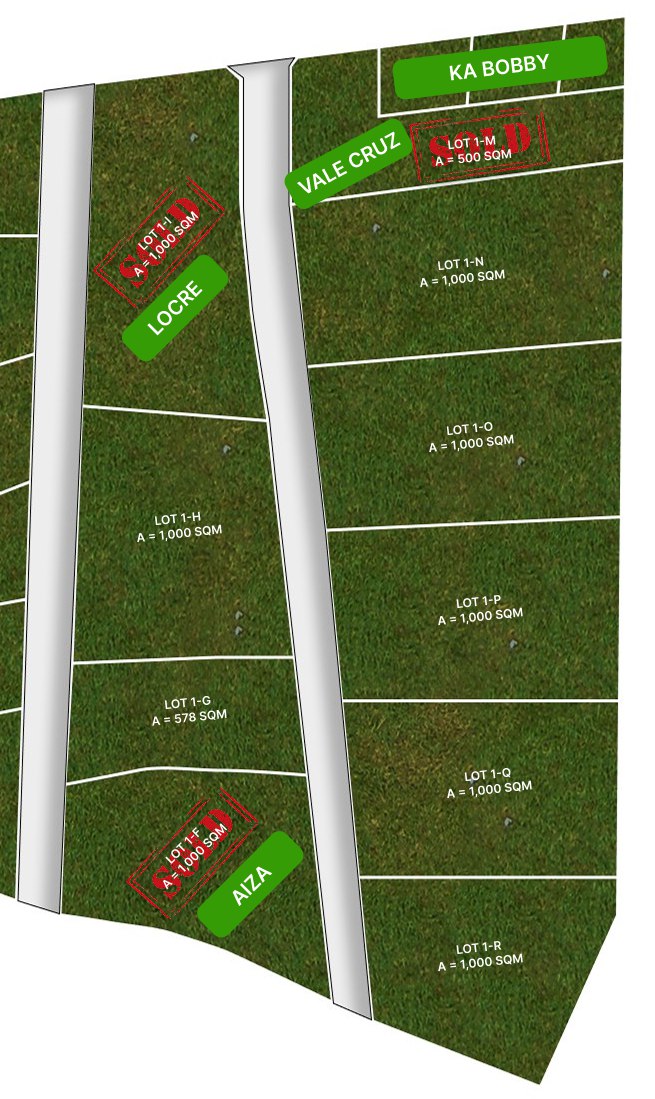 KA BOBBY
VALE CRUZ
SOLD
LOT 1-M
A = 500 SQM
SOLD
LOT 1-I
A = 1,000 SQM
LOCRE
LOT 1-N
A = 1,000 SQM
LOT 1-O
A = 1,000 SQM
LOT 1-H
A = 1,000 SQM
LOT 1-P
A = 1,000 SQM
LOT 1-G
A = 578 SQM
LOT 1-Q
A = 1,000 SQM
SOLD
LOT 1-F
A = 1,000 SQM
AIZA
LOT 1-R
A = 1,000 SQM